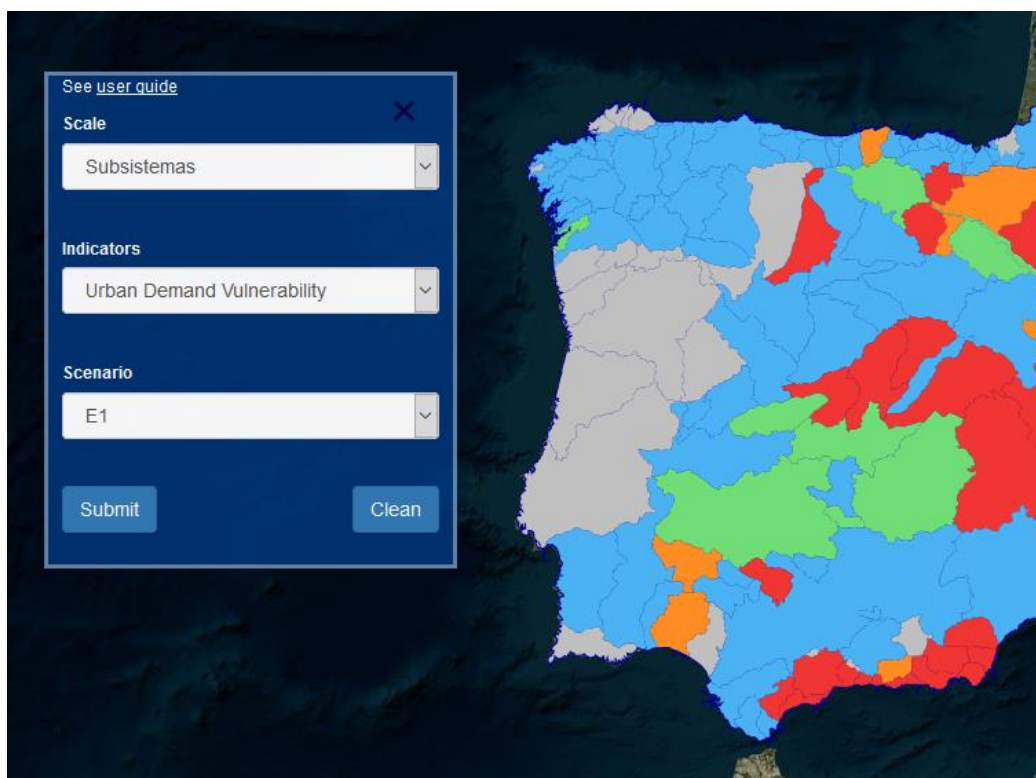 See user guide
Scale
Subsistemas
Indicators
Urban Demand Vulnerability
Scenario
E1
Submit
Clean